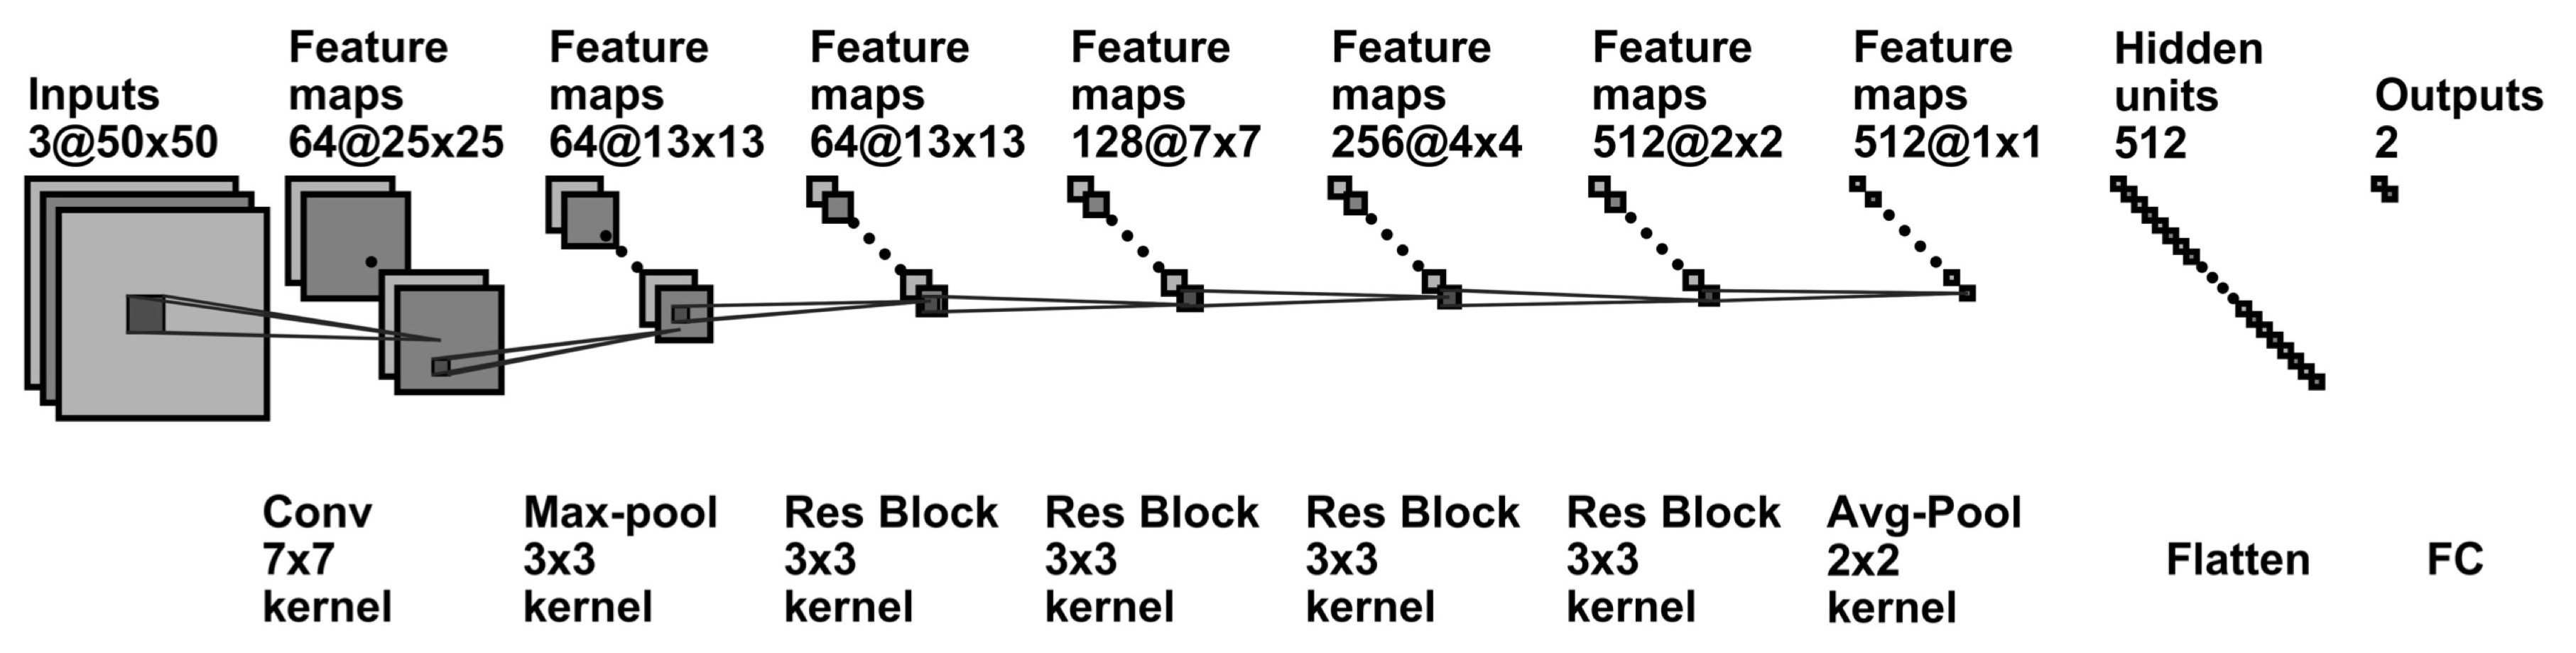 Inputs
3@50x50
Feature
maps
64@25x25
Feature
maps
64@13x13
Feature
maps
64@13x13
Feature
maps
128@7x7
Feature
maps
256@4x4
Feature
maps
512@2x2
Feature
maps
512@1x1
Hidden
units
512
Outputs
2
Conv
7x7
kernel
Max-pool
3x3
kernel
Res Block
3x3
kernel
Res Block
3x3
kernel
Res Block
3x3
kernel
Res Block
3x3
kernel
Avg-Pool
2x2
kernel
Flatten
FC